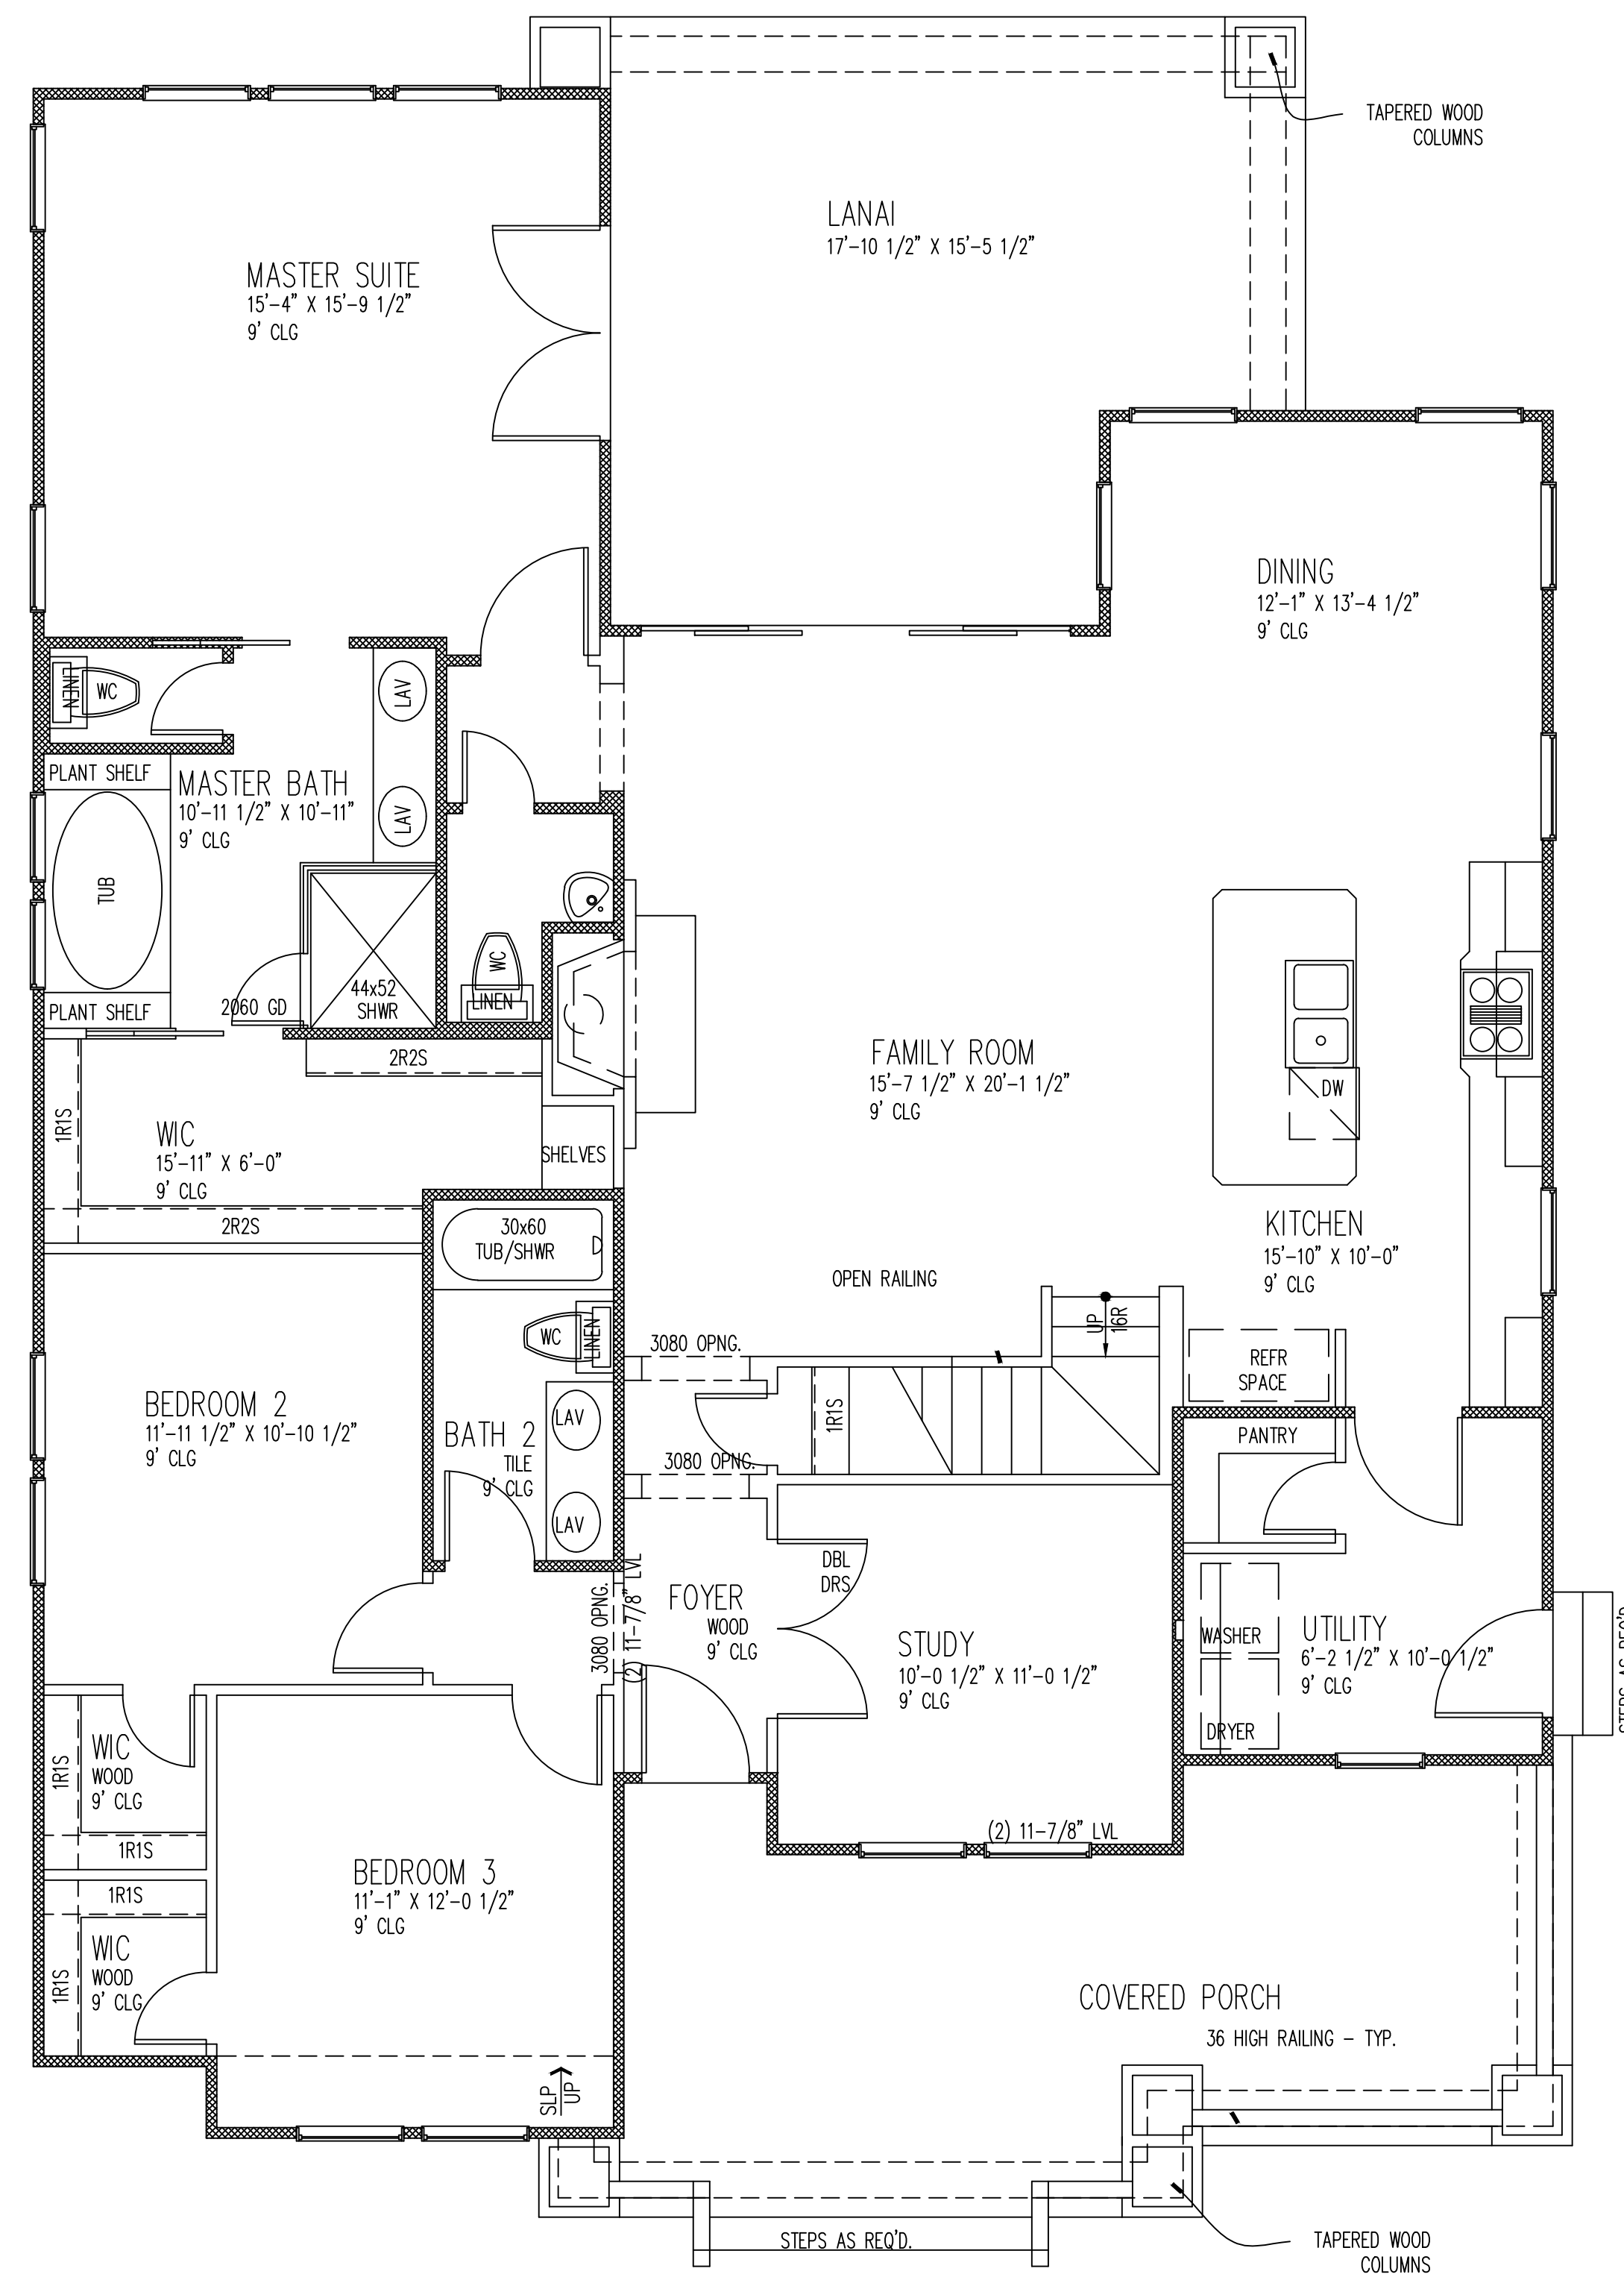 TAPERED WOOD
COLUMNS
LANAI
17'-10 1/2" X 15'-5 1/2"
MASTER SUITE
15'-4" X 15'-9 1/2"
9' CLG
DINING
12'-1" X 13'-4 1/2"
9' CLG
LINEN
WC
LAV
LAV
PLANT SHELF
MASTER BATH
10'-11 1/2" X 10'-11"
9' CLG
TUB
PLANT SHELF
2060 GD
44x52
SHWR
WC
LINEN
2R2S
1R1S
WIC
15'-11" X 6'-0"
9' CLG
SHELVES
2R2S
FAMILY ROOM
15'-7 1/2" X 20'-1 1/2"
9' CLG
DW
KITCHEN
15'-10" X 10'-0"
9' CLG
30x60
TUB/SHWR
OPEN RAILING
UP
16R
WC
LINEN
3080 OPNG.
REFR
SPACE
BEDROOM 2
11'-11 1/2" X 10'-10 1/2"
9' CLG
BATH 2
TILE
9' CLG
LAV
LAV
1R1S
3080 OPNG.
PANTRY
3080 OPNG.
(2) 11-7/8" LVL
FOYER
WOOD
9' CLG
DBL
DRS
STUDY
10'-0 1/2" X 11'-0 1/2"
9' CLG
WASHER
UTILITY
6'-2 1/2" X 10'-0 1/2"
9' CLG
DRYER
STEPS AS REQ'D
1R1S
WIC
WOOD
9' CLG
1R1S
(2) 11-7/8" LVL
1R1S
BEDROOM 3
11'-1" X 12'-0 1/2"
9' CLG
1R1S
WIC
WOOD
9' CLG
COVERED PORCH
36 HIGH RAILING - TYP.
SLP
UP
STEPS AS REQ'D.
TAPERED WOOD
COLUMNS